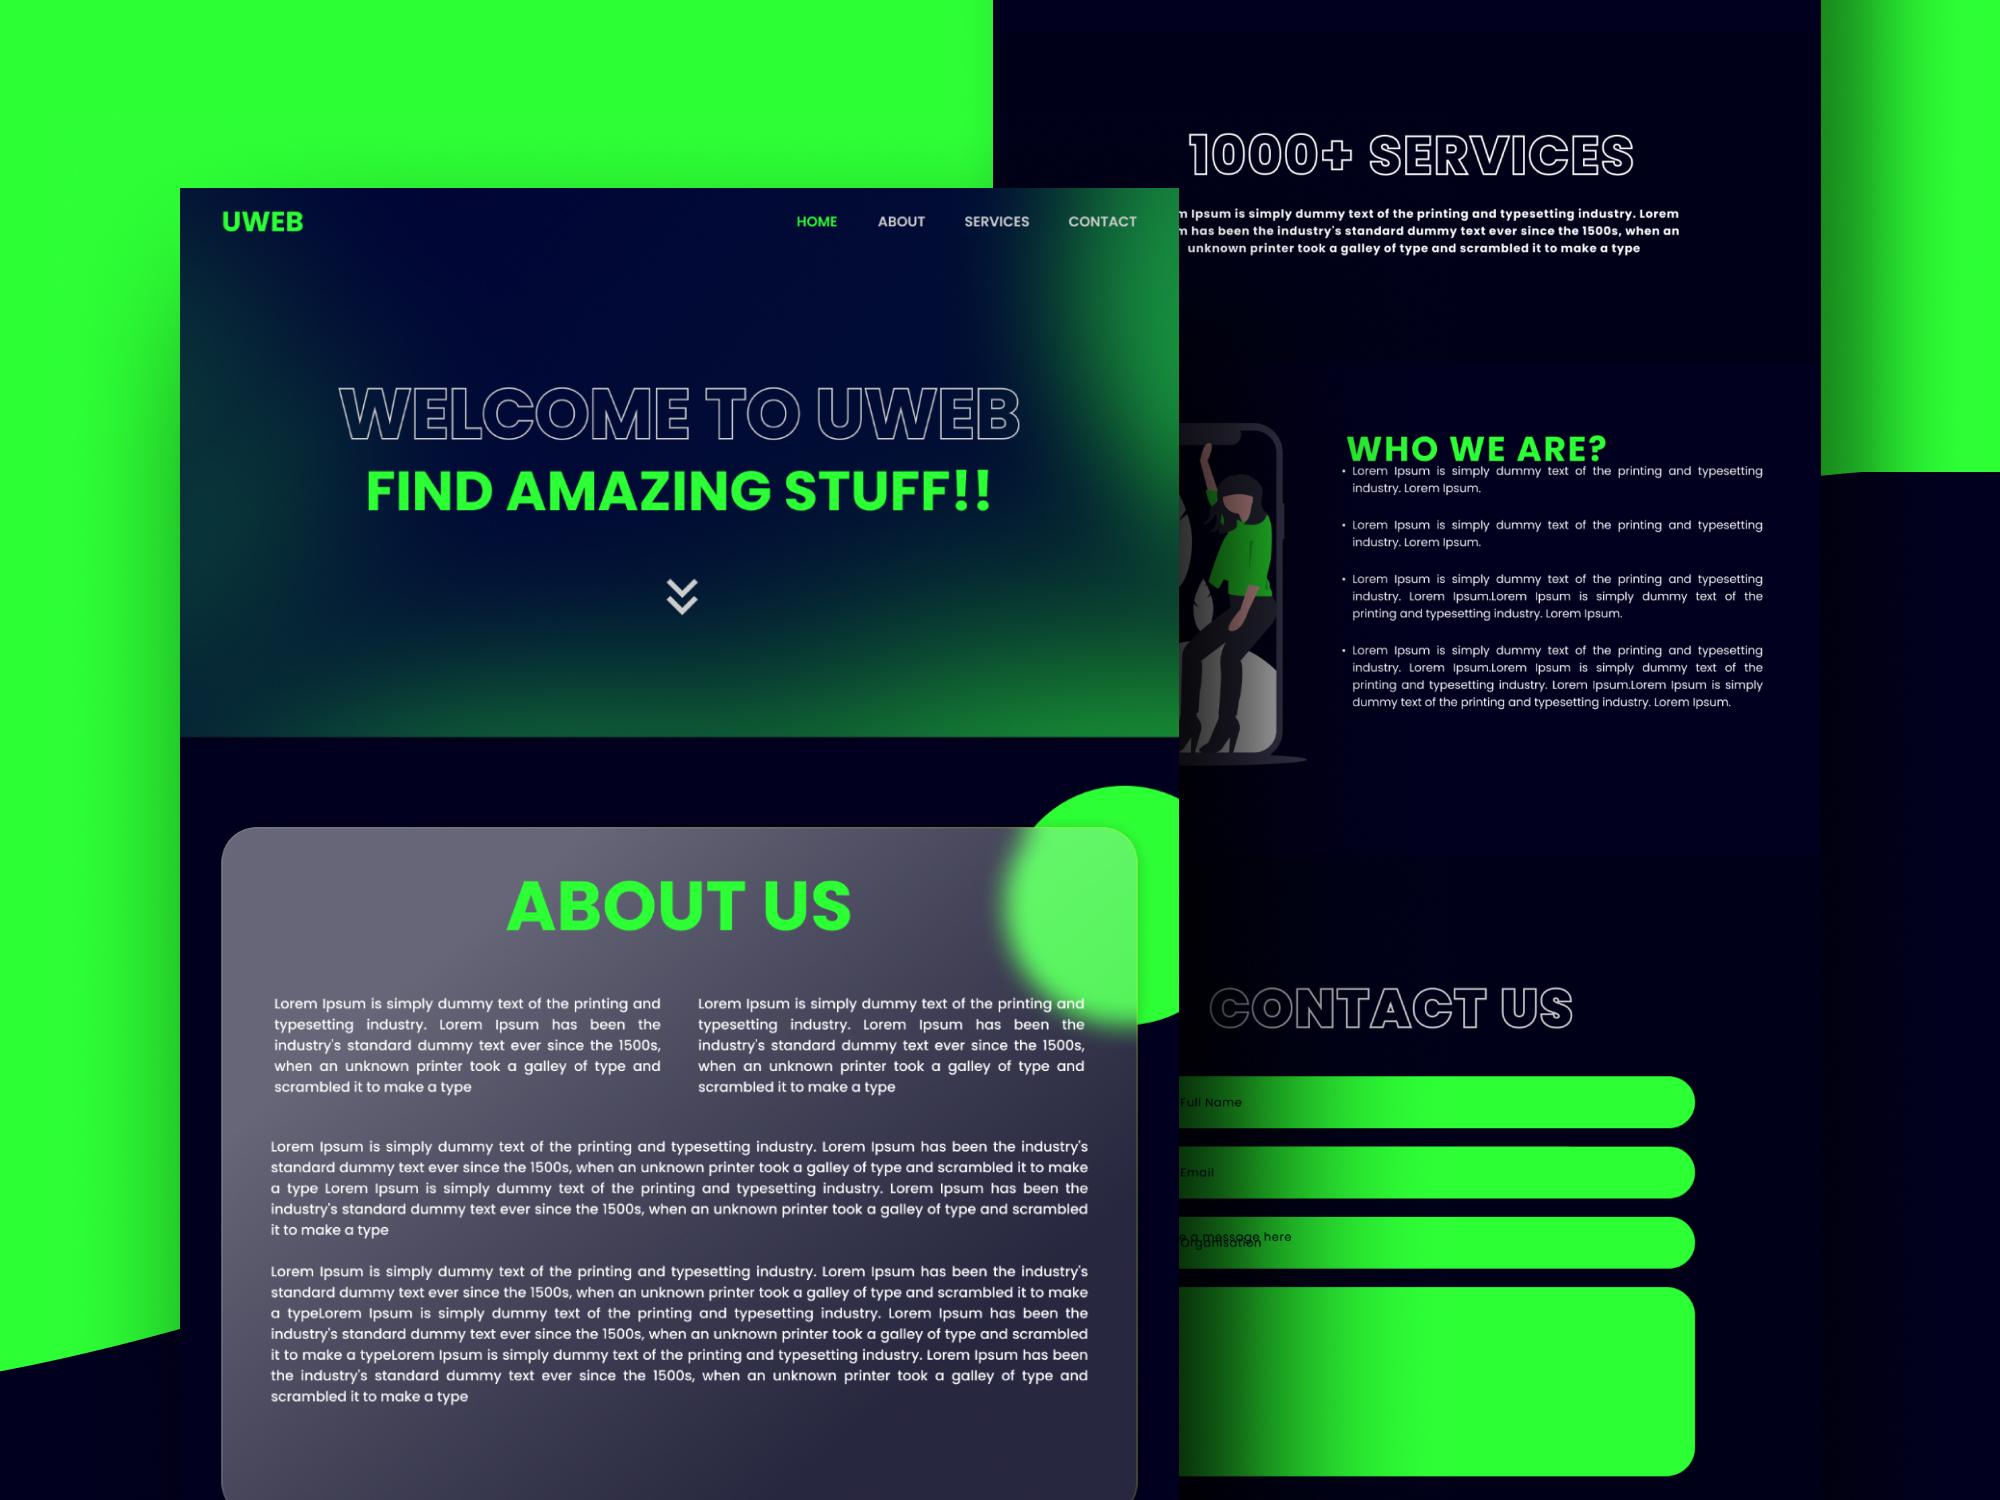 UWEB
HOME ABOUT SERVICES CONTACT
WELCOME TO UWEB
FIND AMAZING STUFF!!
ABOUT US
Lorem Ipsum is simply dummy text of the printing and
typesetting industry. Lorem Ipsum has been the
industry's standard dummy text ever since the 1500s,
when an unknown printer took a galley of type and
scrambled it to make a type
Lorem Ipsum is simply dummy text of the printing and
typesetting industry. Lorem Ipsum has been the
industry's standard dummy text ever since the 1500s,
when an unknown printer took a galley of type and
scrambled it to make a type
Lorem Ipsum is simply dummy text of the printing and typesetting industry. Lorem Ipsum has been the industry's
standard dummy text ever since the 1500s, when an unknown printer took a galley of type and scrambled it to make
a type Lorem Ipsum is simply dummy text of the printing and typesetting industry. Lorem Ipsum has been the
industry's standard dummy text ever since the 1500s, when an unknown printer took a galley of type and scrambled
it to make a type
Lorem Ipsum is simply dummy text of the printing and typesetting industry. Lorem Ipsum has been the industry's
standard dummy text ever since the 1500s, when an unknown printer took a galley of type and scrambled it to make
a typeLorem Ipsum is simply dummy text of the printing and typesetting industry. Lorem Ipsum has been the
industry's standard dummy text ever since the 1500s, when an unknown printer took a galley of type and scrambled
it to make a typeLorem Ipsum is simply dummy text of the printing and typesetting industry. Lorem Ipsum has been
the industry's standard dummy text ever since the 1500s, when an unknown printer took a galley of type and
scrambled it to make a type
1000+ SERVICES
m Ipsum is simply dummy text of the printing and typesetting industry. Lorem
m has been the industry's standard dummy text ever since the 1500s, when an
unknown printer took a galley of type and scrambled it to make a type
WHO WE ARE?
• Lorem Ipsum is simply dummy text of the printing and typesetting
industry. Lorem Ipsum.
• Lorem Ipsum is simply dummy text of the printing and typesetting
industry. Lorem Ipsum.
• Lorem Ipsum is simply dummy text of the printing and typesetting
industry. Lorem Ipsum.Lorem Ipsum is simply dummy text of the
printing and typesetting industry. Lorem Ipsum.
• Lorem Ipsum is simply dummy text of the printing and typesetting
industry. Lorem Ipsum.Lorem Ipsum is simply dummy text of the
printing and typesetting industry. Lorem Ipsum.Lorem Ipsum is simply
dummy text of the printing and typesetting industry. Lorem Ipsum.
CONTACT US
Full Name
Email
e a message here
Organisation